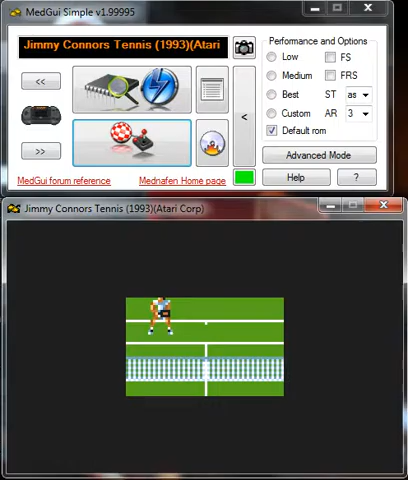 MedGui Simple v1.99995
Jimmy Connors Tennis (1993)(Atari
<<
>>
<
Performance and Options
Low
FS
Medium
FRS
Best
ST
as
Custom
AR
3
Default rom
Advanced Mode
Help
?
MedGui forum reference
Mednafen Home page
Jimmy Connors Tennis (1993)(Atari Corp)